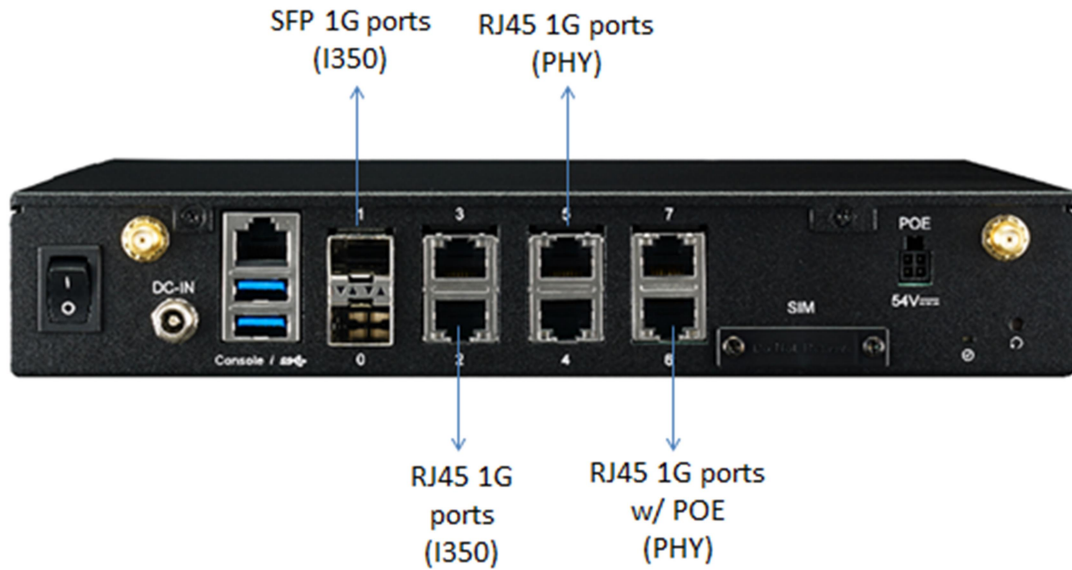 SFP 1G ports
(I350)
RJ45 1G ports
(PHY)
1
3
5
7
POE
DC-IN
54V
SIM
Console /
0
2
4
6
RJ45 1G
ports
(I350)
RJ45 1G ports
w/ POE
(PHY)